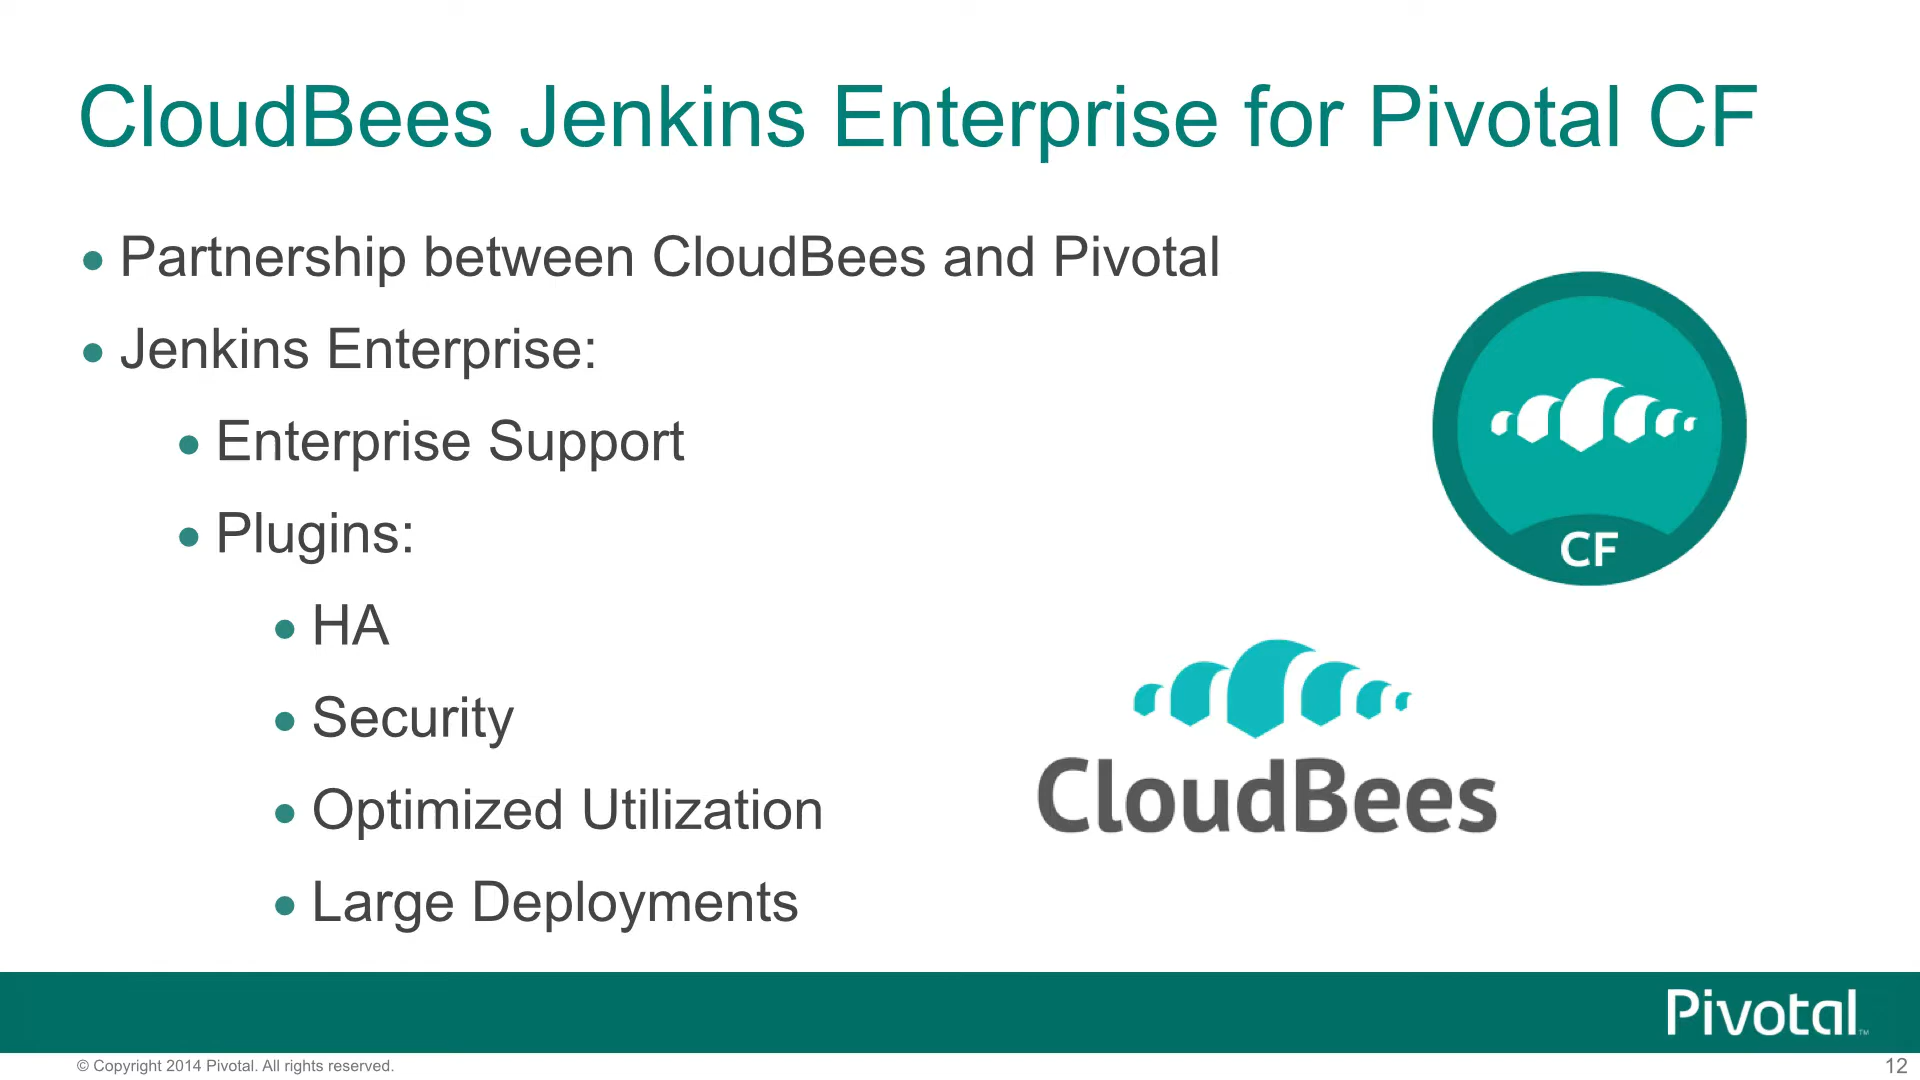 CloudBees Jenkins Enterprise for Pivotal CF
• Partnership between CloudBees and Pivotal
• Jenkins Enterprise:
• Enterprise Support
• Plugins:
• HA
• Security
• Optimized Utilization
• Large Deployments
CF
CloudBees
Pivotal™
© Copyright 2014 Pivotal. All rights reserved.
12